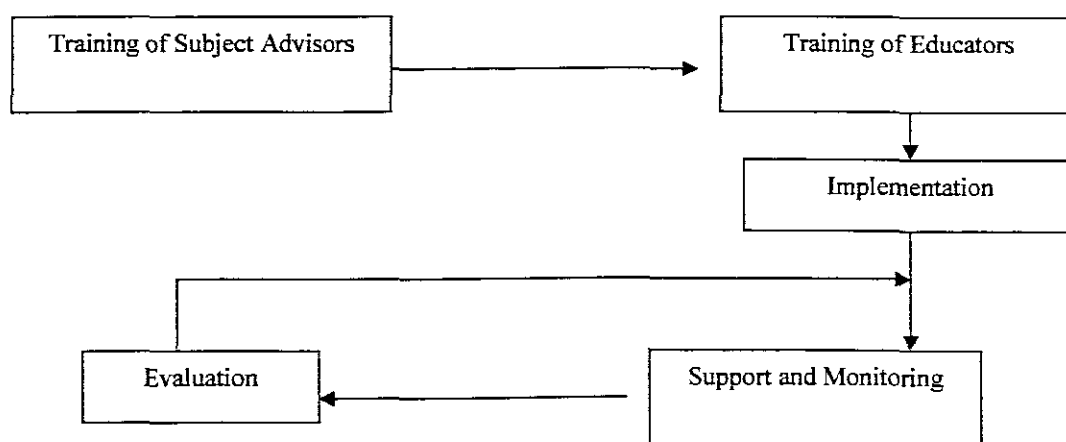 Training of Subject Advisors
Training of Educators
Implementation
Evaluation
Support and Monitoring